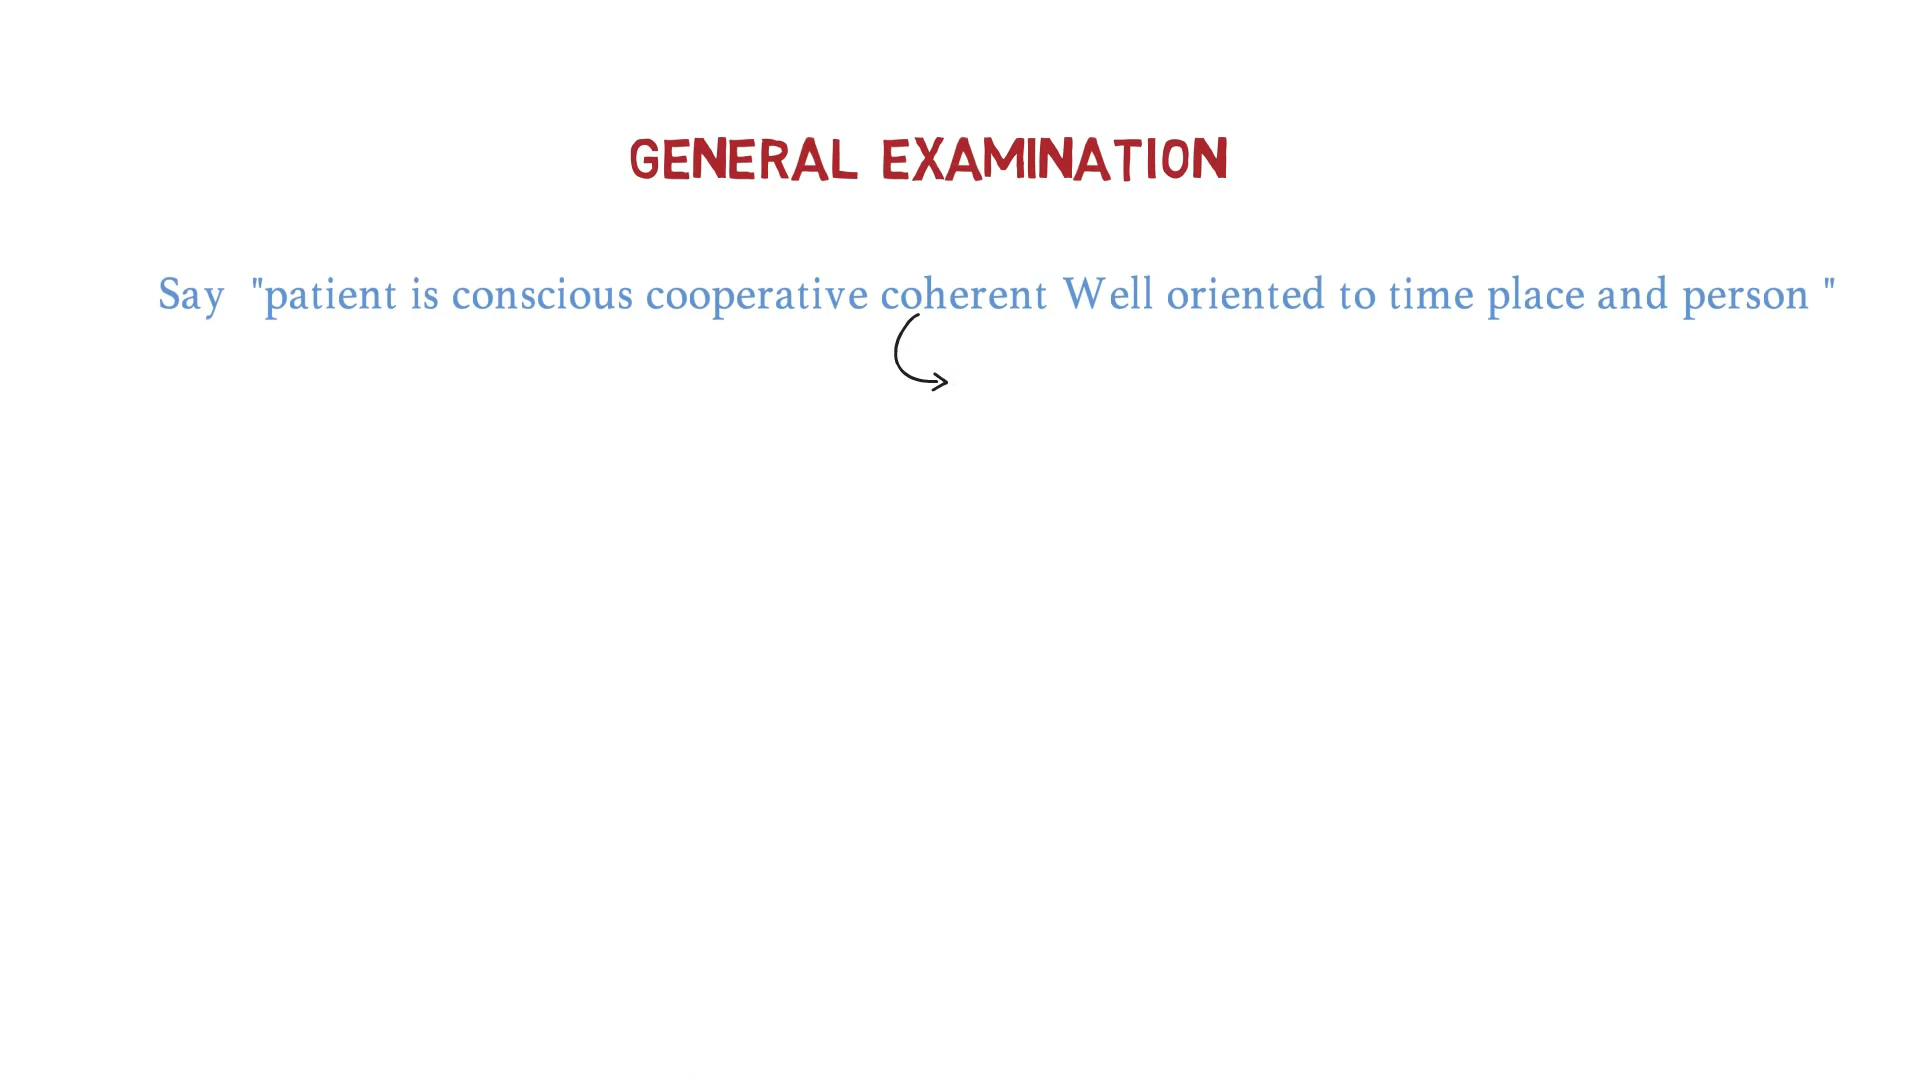 GENERAL EXAMINATION
Say "patient is conscious cooperative coherent Well oriented to time place and person "